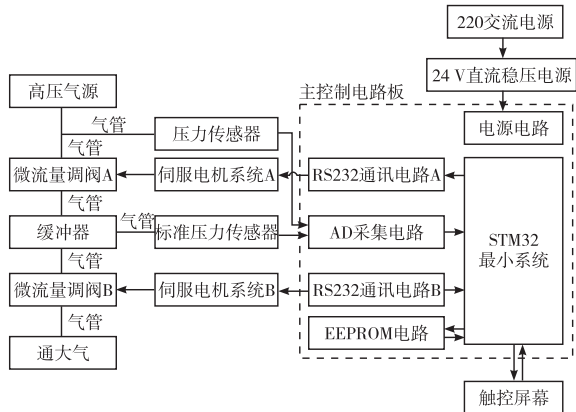 220交流电源
24 V直流稳压电源
主控制电路板
高压气源
气管
压力传感器
电源电路
气管
微流量调阀A
伺服电机系统A
RS232通讯电路A
气管
气管
缓冲器
标准压力传感器
AD采集电路
STM32
最小系统
气管
微流量调阀B
伺服电机系统B
RS232通讯电路B
气管
EEPROM电路
通大气
触控屏幕